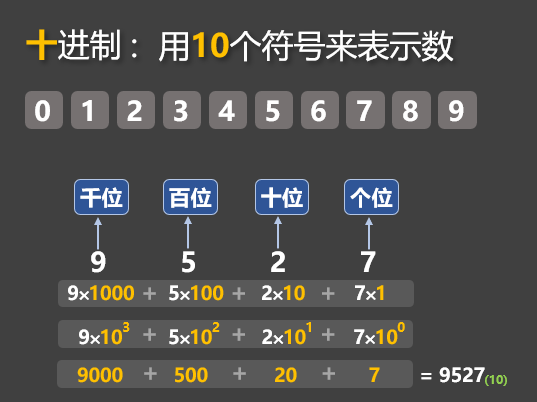 十进制：用10个符号来表示数
0 1 2 3 4 5 6 7 8 9
千位 百位 十位 个位
9 5 2 7
9×1000 + 5×100 + 2×10 + 7×1
9×10³ + 5×10² + 2×10¹ + 7×10⁰
9000 + 500 + 20 + 7 = 9527(10)